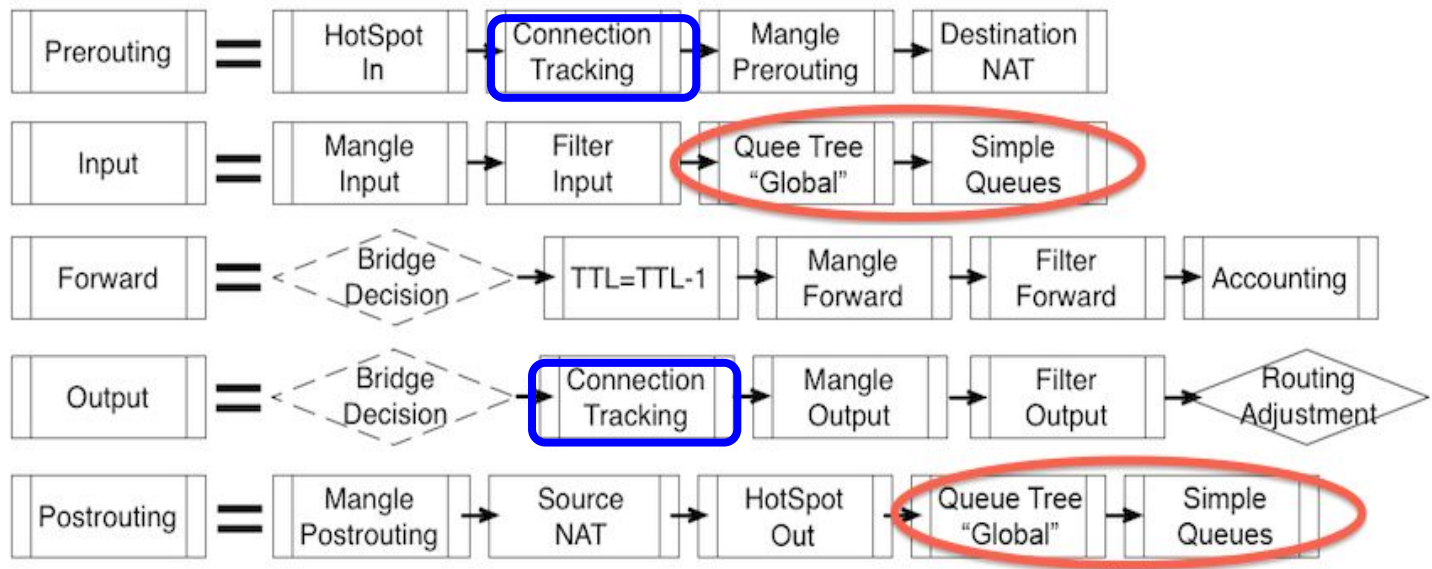 Prerouting
=
HotSpot
In
Connection
Tracking
Mangle
Prerouting
Destination
NAT
Input
=
Mangle
Input
Filter
Input
Quee Tree
“Global”
Simple
Queues
Forward
=
Bridge
Decision
TTL=TTL-1
Mangle
Forward
Filter
Forward
Accounting
Output
=
Bridge
Decision
Connection
Tracking
Mangle
Output
Filter
Output
Routing
Adjustment
Postrouting
=
Mangle
Postrouting
Source
NAT
HotSpot
Out
Queue Tree
“Global”
Simple
Queues